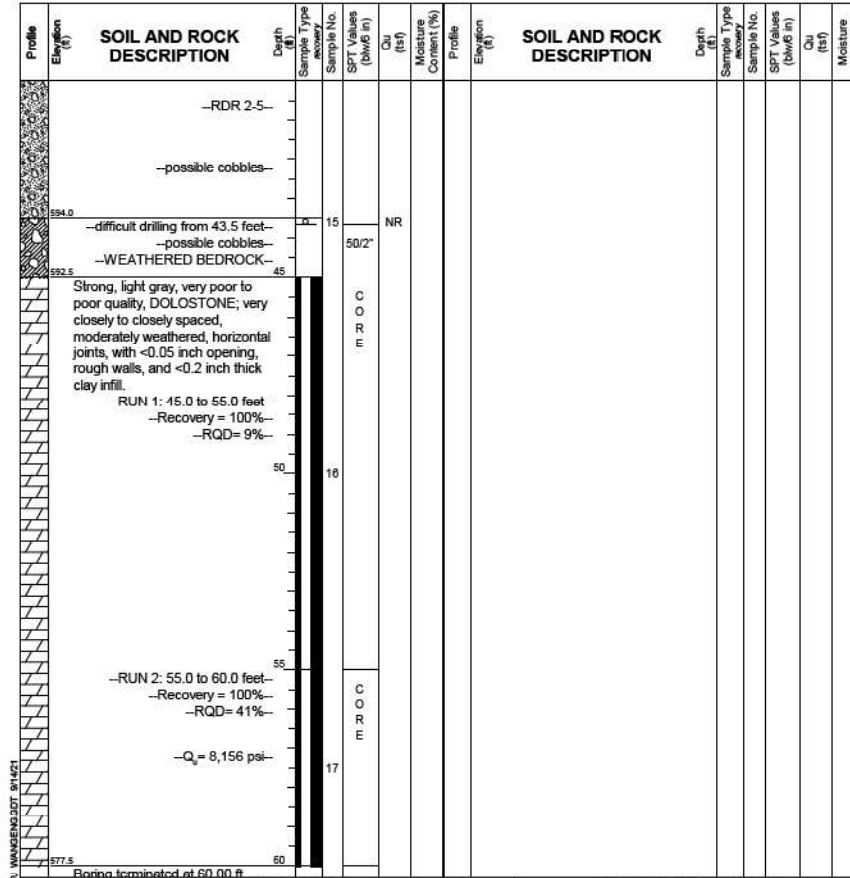 Profile
Elevation
(ft)
SOIL AND ROCK
DESCRIPTION
Depth
(ft)
Sample Type
recovery
Sample No.
SPT Values
(blw/6 in)
Qu
(tsf)
Moisture
Content (%)
Profile
Elevation
(ft)
SOIL AND ROCK
DESCRIPTION
Depth
(ft)
Sample Type
recovery
Sample No.
SPT Values
(blw/6 in)
Qu
(tsf)
Moisture
--RDR 2-5--
--possible cobbles--
594.0
--difficult drilling from 43.5 feet--
15
NR
--possible cobbles--
50/2"
--WEATHERED BEDROCK--
592.5
45
Strong, light gray, very poor to
poor quality, DOLOSTONE; very
closely to closely spaced,
moderately weathered, horizontal
joints, with <0.05 inch opening,
rough walls, and <0.2 inch thick
clay infill.
C
O
R
E
RUN 1: 45.0 to 55.0 feet
--Recovery = 100%--
--RQD= 9%--
50
16
55
--RUN 2: 55.0 to 60.0 feet--
--Recovery = 100%--
--RQD= 41%--
C
O
R
E
--Qu= 8,156 psi--
17
577.5
60
Boring terminated at 60.00 ft
WANGENG.GDT 9/14/21